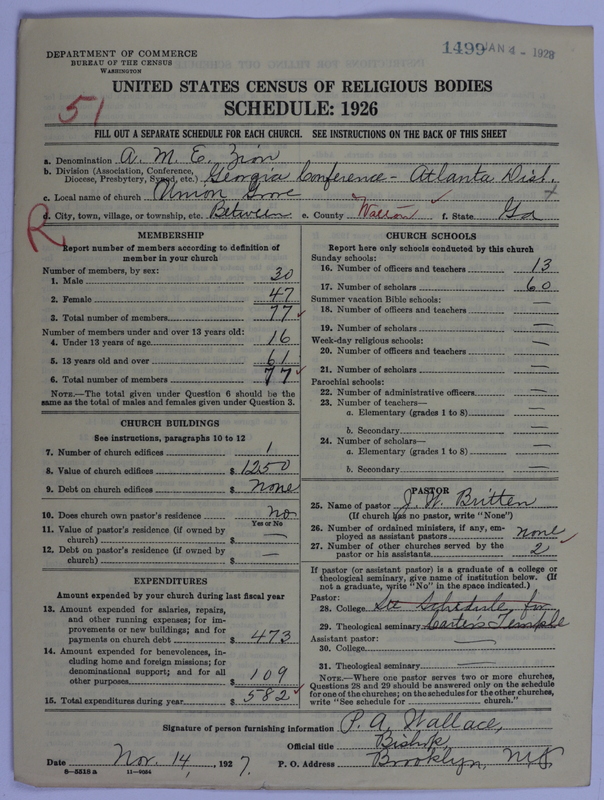 DEPARTMENT OF COMMERCE
BUREAU OF THE CENSUS
WASHINGTON
1499 JAN 4 - 1928
UNITED STATES CENSUS OF RELIGIOUS BODIES
SCHEDULE: 1926
51
FILL OUT A SEPARATE SCHEDULE FOR EACH CHURCH. SEE INSTRUCTIONS ON THE BACK OF THIS SHEET
a. Denomination A. M. E. Zion
b. Division (Association, Conference, Diocese, Presbytery, Synod, etc.) Georgia Conference - Atlanta Dist.
c. Local name of church Union Grove
d. City, town, village, or township, etc. Between e. County Walton f. State Ga
R
MEMBERSHIP
Report number of members according to definition of
member in your church
Number of members, by sex:
1. Male 30
2. Female 47
3. Total number of members 77
Number of members under and over 13 years old:
4. Under 13 years of age 16
5. 13 years old and over 61
6. Total number of members 77
NOTE.—The total given under Question 6 should be the
same as the total of males and females given under Question 3.
CHURCH BUILDINGS
See instructions, paragraphs 10 to 12
7. Number of church edifices 1
8. Value of church edifices $ 1250
9. Debt on church edifices $ None
10. Does church own pastor's residence no
Yes or No
11. Value of pastor's residence (if owned by
church) $ —
12. Debt on pastor's residence (if owned by
church) $ —
EXPENDITURES
Amount expended by your church during last fiscal year
13. Amount expended for salaries, repairs,
and other running expenses; for im-
provements or new buildings; and for
payments on church debt $ 473
14. Amount expended for benevolences, in-
cluding home and foreign missions; for
denominational support; and for all
other purposes $ 109
15. Total expenditures during year $ 582
CHURCH SCHOOLS
Report here only schools conducted by this church
Sunday schools:
16. Number of officers and teachers 13
17. Number of scholars 60
Summer vacation Bible schools: —
18. Number of officers and teachers
19. Number of scholars —
Week-day religious schools: —
20. Number of officers and teachers
21. Number of scholars —
Parochial schools:
22. Number of administrative officers —
23. Number of teachers—
a. Elementary (grades 1 to 8) —
b. Secondary —
24. Number of scholars—
a. Elementary (grades 1 to 8) —
b. Secondary —
PASTOR
25. Name of pastor J. W. Britten
(If church has no pastor, write "None")
26. Number of ordained ministers, if any, em-
ployed as assistant pastors none
27. Number of other churches served by the
pastor or his assistants 2
If pastor (or assistant pastor) is a graduate of a college or
theological seminary, give name of institution below. (If
not a graduate, write "No" in the space indicated.)
Pastor:
28. College See Schedule for
29. Theological seminary Carter's Temple
Assistant pastor:
30. College —
31. Theological seminary —
NOTE.—Where one pastor serves two or more churches,
Questions 28 and 29 should be answered only on the schedule
for one of the churches; on the schedules for the other churches,
write "See schedule for church."
Signature of person furnishing information P. A. Wallace,
Official title Bishop,
Date Nov. 14, 1927. P. O. Address Brooklyn, N.Y.
8—5318 a 11—9054